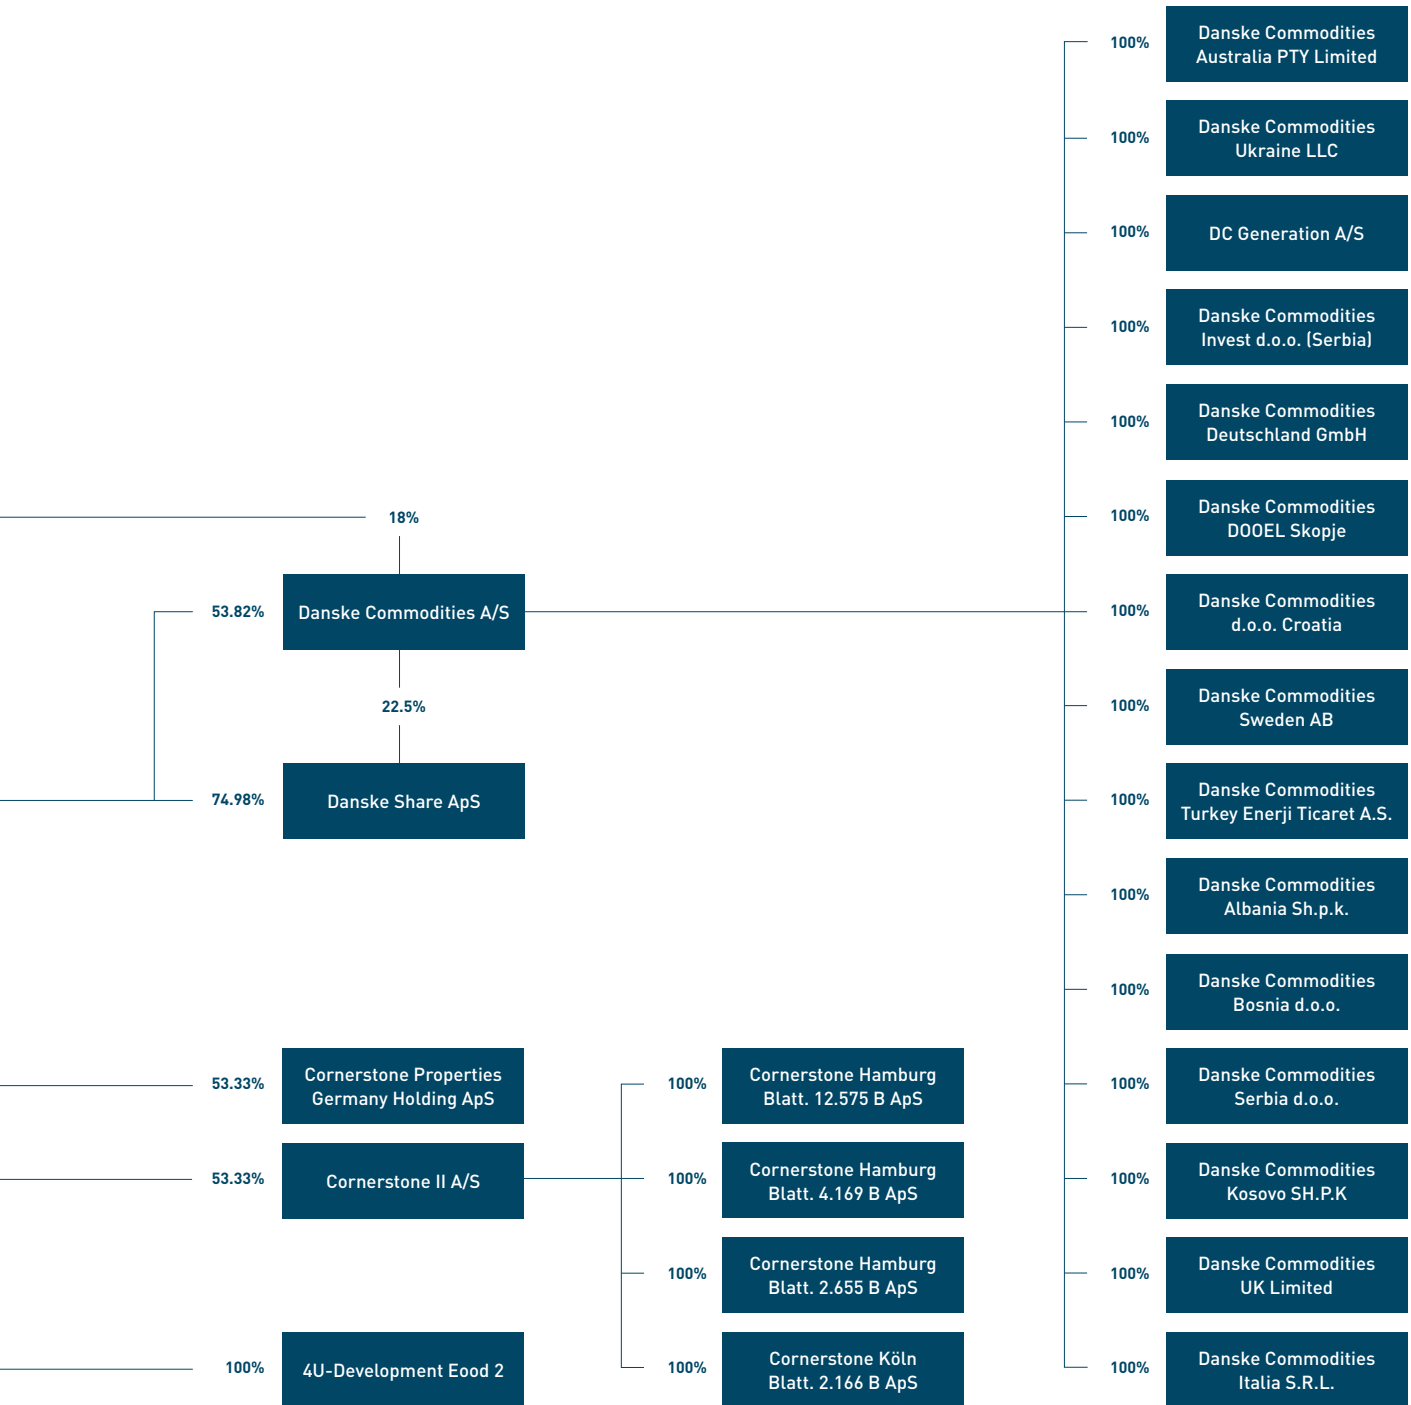 100%
Danske Commodities
Australia PTY Limited
100%
Danske Commodities
Ukraine LLC
100%
DC Generation A/S
100%
Danske Commodities
Invest d.o.o. (Serbia)
100%
Danske Commodities
Deutschland GmbH
18%
100%
Danske Commodities
DOOEL Skopje
53.82%
Danske Commodities A/S
100%
Danske Commodities
d.o.o. Croatia
22.5%
100%
Danske Commodities
Sweden AB
74.98%
Danske Share ApS
100%
Danske Commodities
Turkey Enerji Ticaret A.S.
100%
Danske Commodities
Albania Sh.p.k.
100%
Danske Commodities
Bosnia d.o.o.
53.33%
Cornerstone Properties
Germany Holding ApS
100%
Cornerstone Hamburg
Blatt. 12.575 B ApS
100%
Danske Commodities
Serbia d.o.o.
53.33%
Cornerstone II A/S
100%
Cornerstone Hamburg
Blatt. 4.169 B ApS
100%
Danske Commodities
Kosovo SH.P.K
100%
Cornerstone Hamburg
Blatt. 2.655 B ApS
100%
Danske Commodities
UK Limited
100%
4U-Development Eood 2
100%
Cornerstone Köln
Blatt. 2.166 B ApS
100%
Danske Commodities
Italia S.R.L.